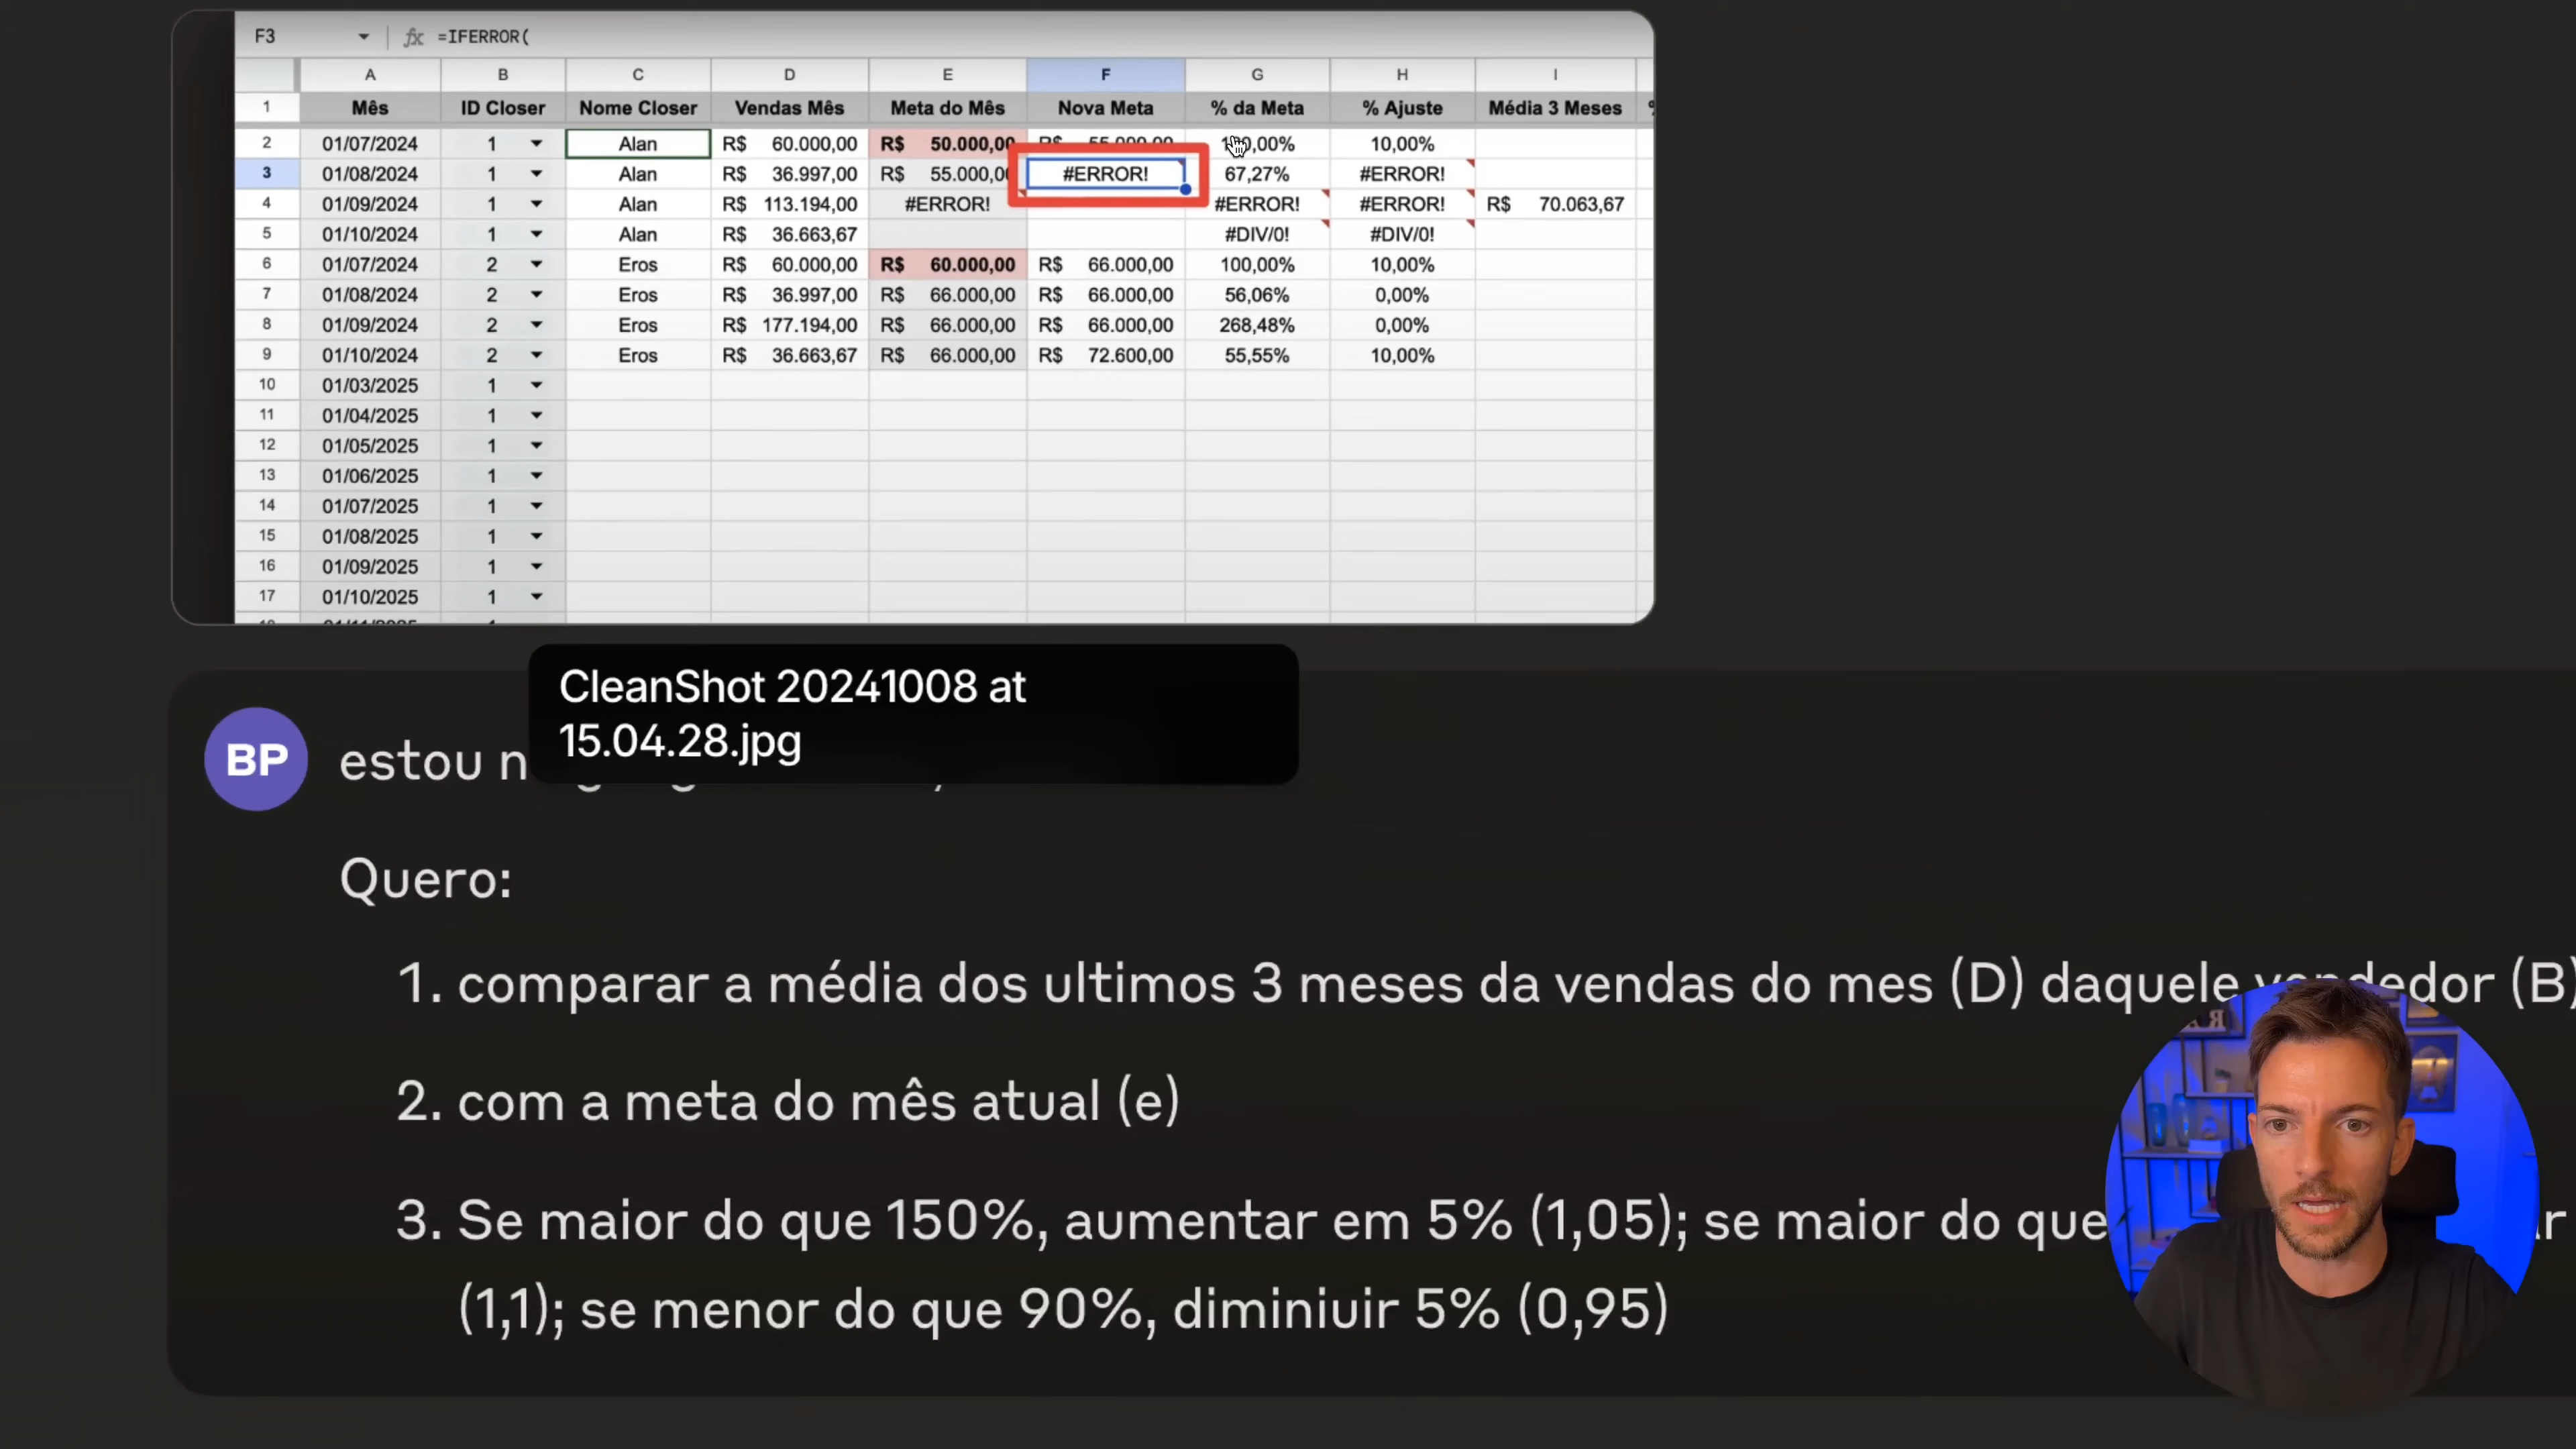 F3 fx =IFERROR(
A B C D E F G H I
1 Mês ID Closer Nome Closer Vendas Mês Meta do Mês Nova Meta % da Meta % Ajuste Média 3 Meses
2 01/07/2024 1 Alan R$ 60.000,00 R$ 50.000,00 R$ 55.000,00 10,00%
3 01/08/2024 1 Alan R$ 36.997,00 R$ 55.000,00 #ERROR! 67,27% #ERROR!
4 01/09/2024 1 Alan R$ 113.194,00 #ERROR! #ERROR! #ERROR! R$ 70.063,67
5 01/10/2024 1 Alan R$ 36.663,67 #DIV/0! #DIV/0!
6 01/07/2024 2 Eros R$ 60.000,00 R$ 60.000,00 R$ 66.000,00 100,00% 10,00%
7 01/08/2024 2 Eros R$ 36.997,00 R$ 66.000,00 R$ 66.000,00 56,06% 0,00%
8 01/09/2024 2 Eros R$ 177.194,00 R$ 66.000,00 R$ 66.000,00 268,48% 0,00%
9 01/10/2024 2 Eros R$ 36.663,67 R$ 66.000,00 R$ 72.600,00 55,55% 10,00%
10 01/03/2025 1
11 01/04/2025 1
12 01/05/2025 1
13 01/06/2025 1
14 01/07/2025 1
15 01/08/2025 1
16 01/09/2025 1
17 01/10/2025 1
CleanShot 20241008 at
15.04.28.jpg
BP estou
Quero:
1. comparar a média dos ultimos 3 meses da vendas do mes (D) daquele vendedor (B)
2. com a meta do mês atual (e)
3. Se maior do que 150%, aumentar em 5% (1,05); se maior do que
(1,1); se menor do que 90%, diminiuir 5% (0,95)